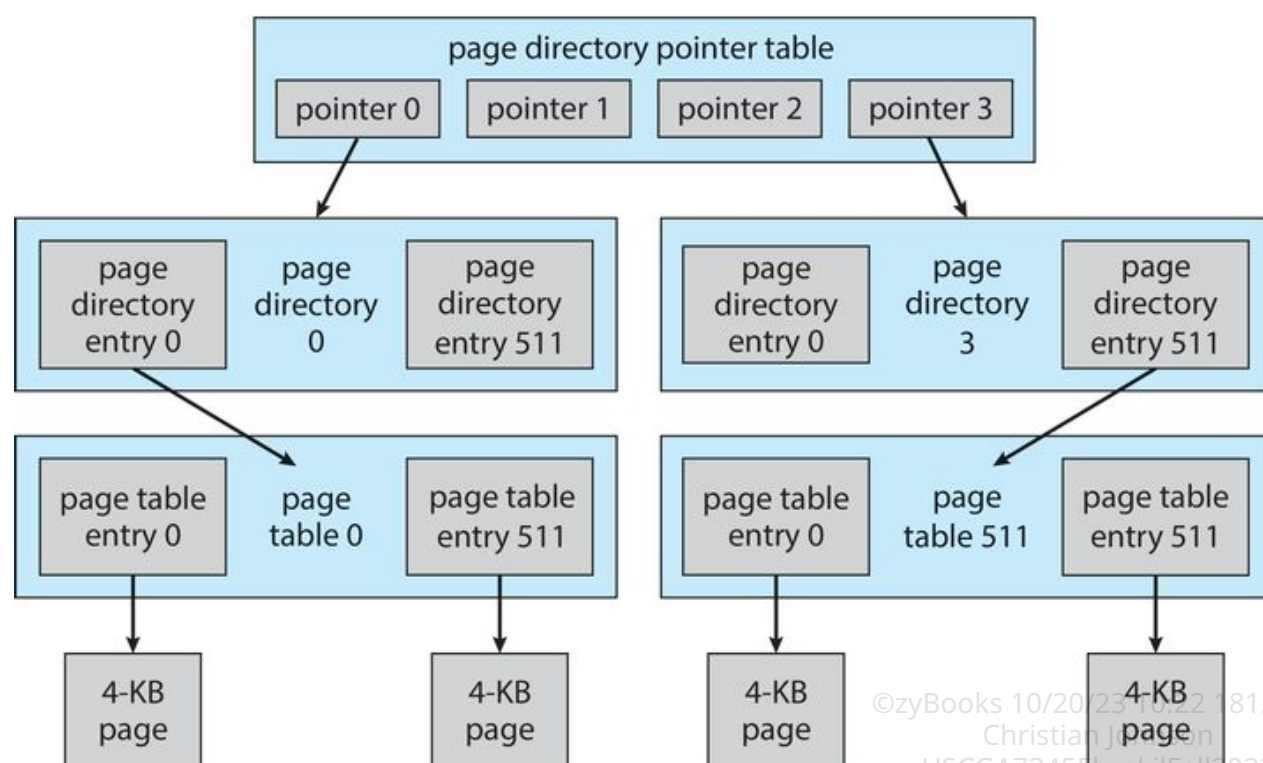 page directory pointer table
pointer 0
pointer 1
pointer 2
pointer 3
page
directory
entry 0
page
directory
0
page
directory
entry 511
page
directory
entry 0
page
directory
3
page
directory
entry 511
page table
entry 0
page
table 0
page table
entry 511
page table
entry 0
page
table 511
page table
entry 511
4-KB
page
4-KB
page
4-KB
page
4-KB
page
©zyBooks 10/20/23
Christian